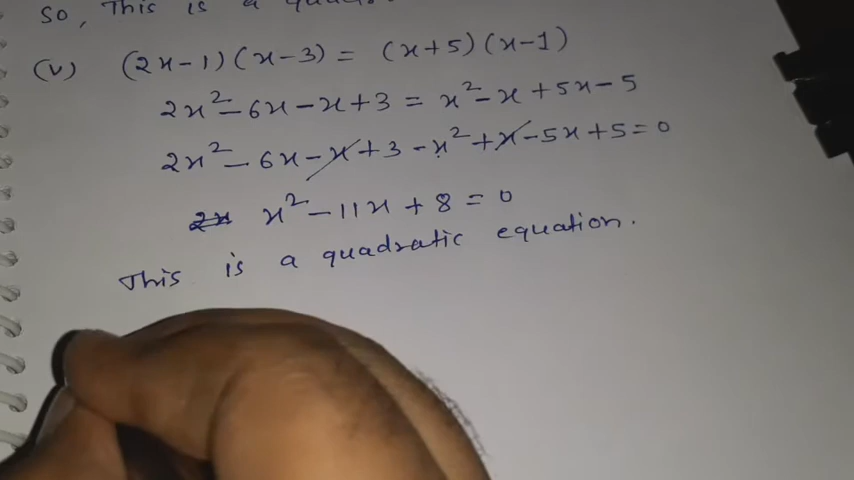 So, This is a
(v) (2x-1)(x-3) = (x+5)(x-1)
2x²-6x-x+3 = x²-x+5x-5
2x²-6x-x+3-x²+x-5x+5=0
x²-11x+8=0
This is a quadratic equation.